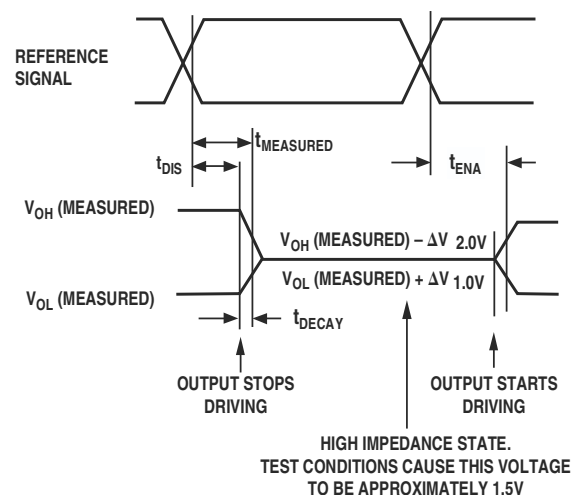 REFERENCE
SIGNAL
tMEASURED
tDIS
tENA
VOH (MEASURED)
VOH (MEASURED) – ΔV 2.0V
VOL (MEASURED) + ΔV 1.0V
VOL (MEASURED)
tDECAY
OUTPUT STOPS
DRIVING
OUTPUT STARTS
DRIVING
HIGH IMPEDANCE STATE.
TEST CONDITIONS CAUSE THIS VOLTAGE
TO BE APPROXIMATELY 1.5V